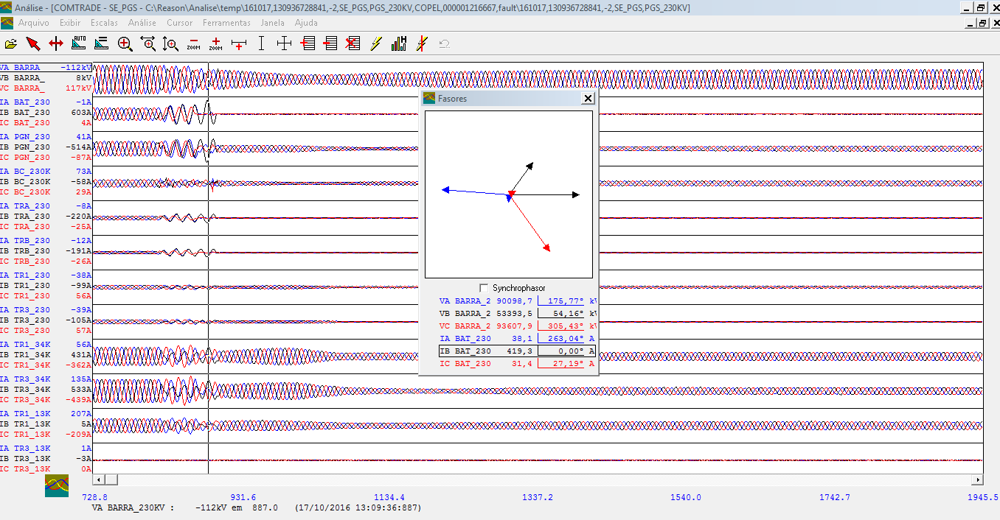 Análise - [COMTRADE - SE_PGS - C:\Reason\Analise\temp\161017,130936728841,-2,SE_PGS,PGS_230KV,COPEL,000001216667,fault\161017,130936728841,-2,SE_PGS,PGS_230KV]
Arquivo Exibir Escalas Análise Cursor Ferramentas Janela Ajuda
AUTO ZOOM ZOOM H
VA BARRA_ -112kV
VB BARRA_ 8kV
VC BARRA_ 117kV
IA BAT_230 -1A
IB BAT_230 603A
IC BAT_230 4A
IA PGN_230 41A
IB PGN_230 -514A
IC PGN_230 -87A
IA BC_230K 73A
IB BC_230K -58A
IC BC_230K 29A
IA TRA_230 -8A
IB TRA_230 -220A
IC TRA_230 -25A
IA TRB_230 -12A
IB TRB_230 -191A
IC TRB_230 -26A
IA TR1_230 -38A
IB TR1_230 -99A
IC TR1_230 56A
IA TR3_230 -39A
IB TR3_230 -105A
IC TR3_230 57A
IA TR1_34K 56A
IB TR1_34K 431A
IC TR1_34K -362A
IA TR3_34K 135A
IB TR3_34K 533A
IC TR3_34K -439A
IA TR1_13K 207A
IB TR1_13K 5A
IC TR1_13K -209A
IA TR3_13K 1A
IB TR3_13K -3A
IC TR3_13K 0A
Fasores
Synchrophasor
VA BARRA_2 90098,7 175,77° kV
VB BARRA_2 53393,5 54,16° kV
VC BARRA_2 93607,9 305,43° kV
IA BAT_230 38,1 263,04° A
IB BAT_230 419,3 0,00° A
IC BAT_230 31,4 27,19° A
728.8 931.6 1134.4 1337.2 1540.0 1742.7 1945.5
VA BARRA_230KV : -112kV em 887.0 (17/10/2016 13:09:36:887)